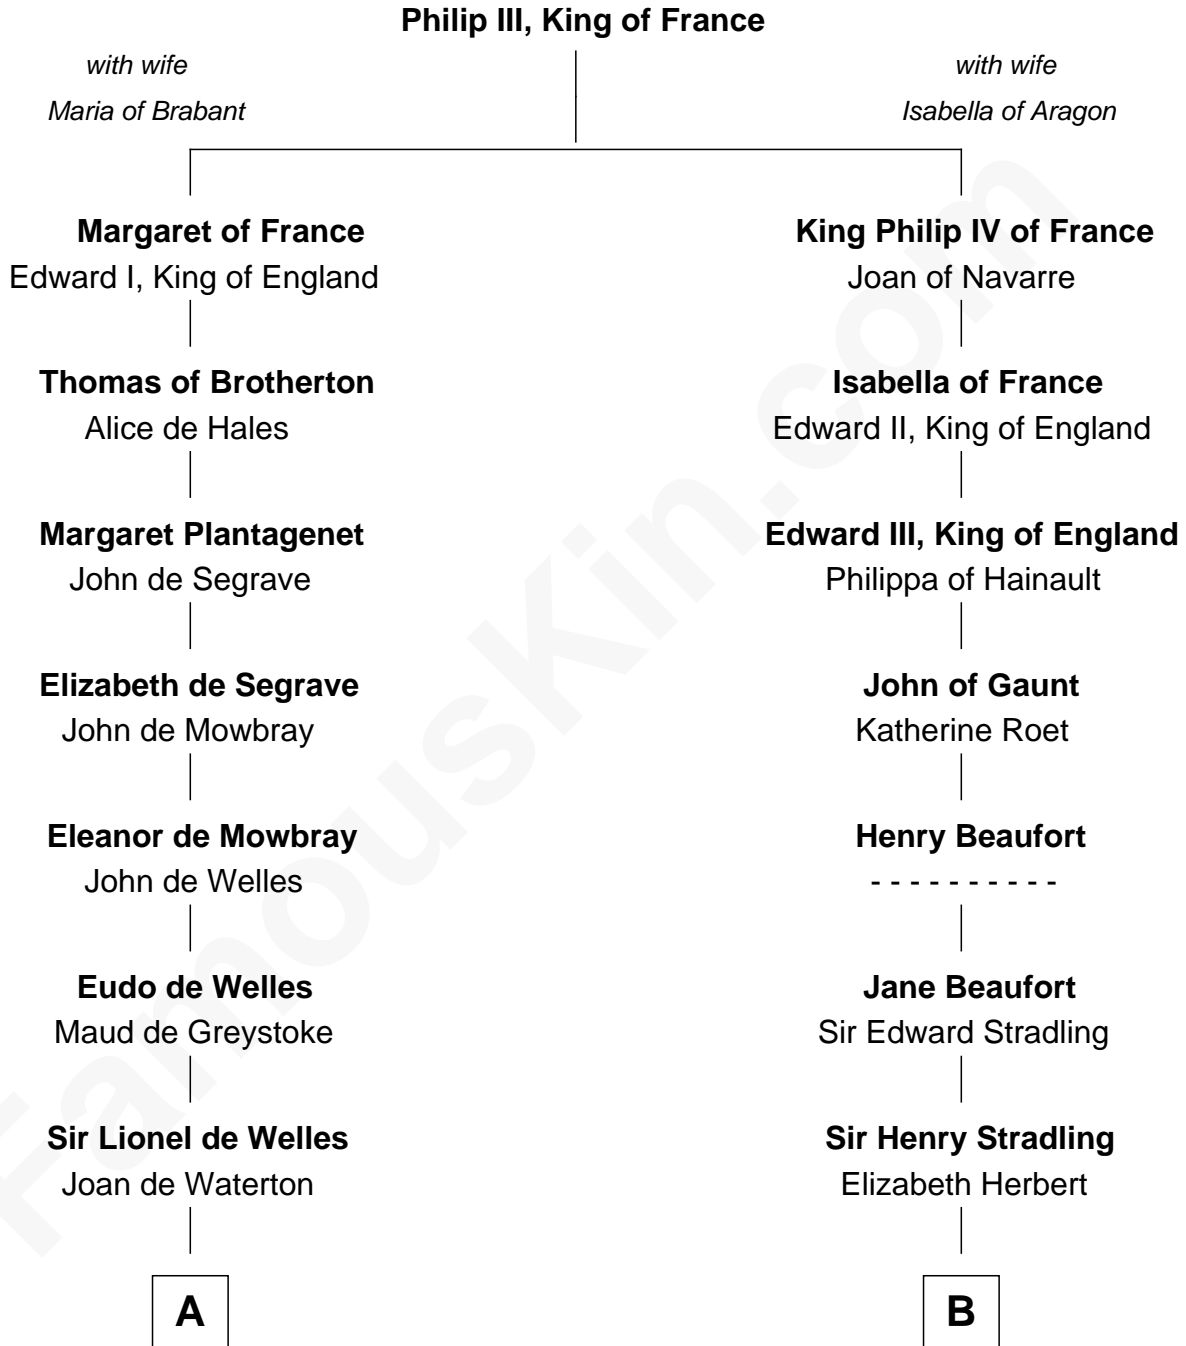 Philip III, King of France
with wife
Maria of Brabant
with wife
Isabella of Aragon
Margaret of France
Edward I, King of England
King Philip IV of France
Joan of Navarre
Thomas of Brotherton
Alice de Hales
Isabella of France
Edward II, King of England
Margaret Plantagenet
John de Segrave
Edward III, King of England
Philippa of Hainault
Elizabeth de Segrave
John de Mowbray
John of Gaunt
Katherine Roet
Eleanor de Mowbray
John de Welles
Henry Beaufort
- - - - - - - - - -
Eudo de Welles
Maud de Greystoke
Jane Beaufort
Sir Edward Stradling
Sir Lionel de Welles
Joan de Waterton
Sir Henry Stradling
Elizabeth Herbert
A
B
FamousKin.com